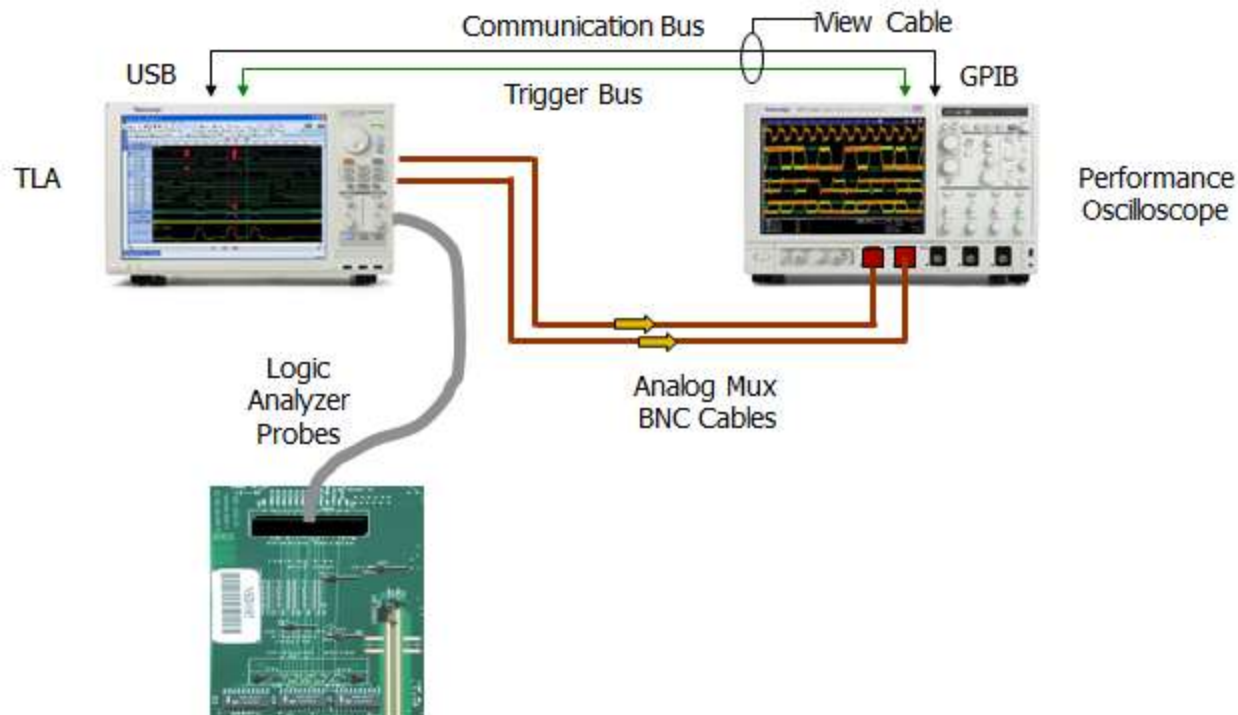 Communication Bus
iView Cable
USB
GPIB
Trigger Bus
TLA
Performance
Oscilloscope
Logic
Analyzer
Probes
Analog Mux
BNC Cables